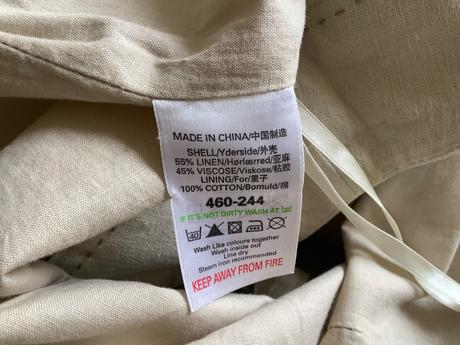 MADE IN CHINA/中国制造
SHELL/Yderside/外壳
55% LINEN/Hørlærred/亚麻
45% VISCOSE/Viskose/粘胶
LINING/For/里子
100% COTTON/Bomuld/棉
460-244
IF IT'S NOT DIRTY WASH AT
40
Wash Like colours together
Wash inside out
Line dry
Steam Iron recommended
KEEP AWAY FROM FIRE